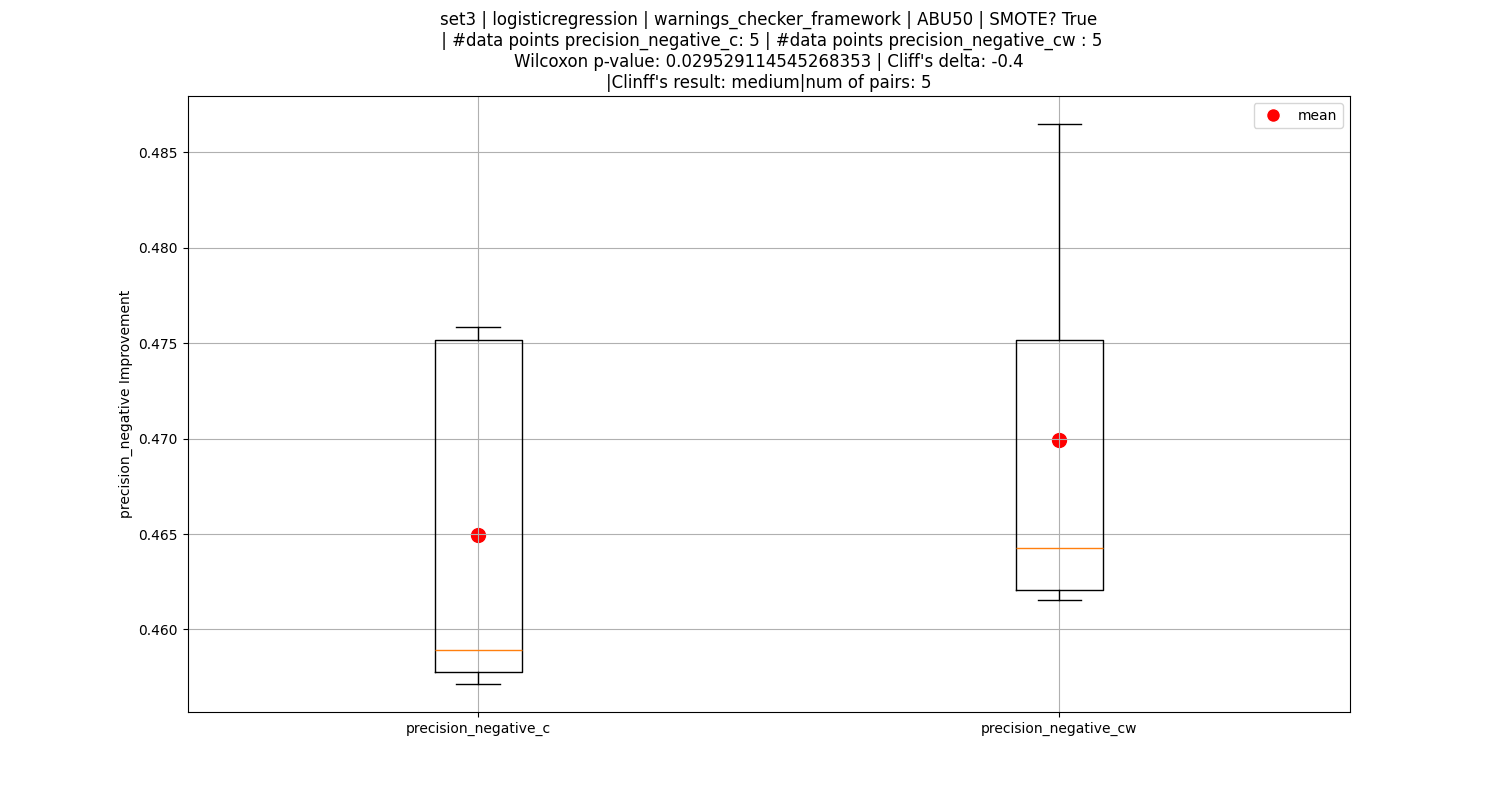 set3 | logisticregression | warnings_checker_framework | ABU50 | SMOTE? True
| #data points precision_negative_c: 5 | #data points precision_negative_cw : 5
Wilcoxon p-value: 0.029529114545268353 | Cliff's delta: -0.4
|Clinff's result: medium|num of pairs: 5
mean
0.485
0.480
0.475
0.470
0.465
0.460
precision_negative Improvement
precision_negative_c
precision_negative_cw